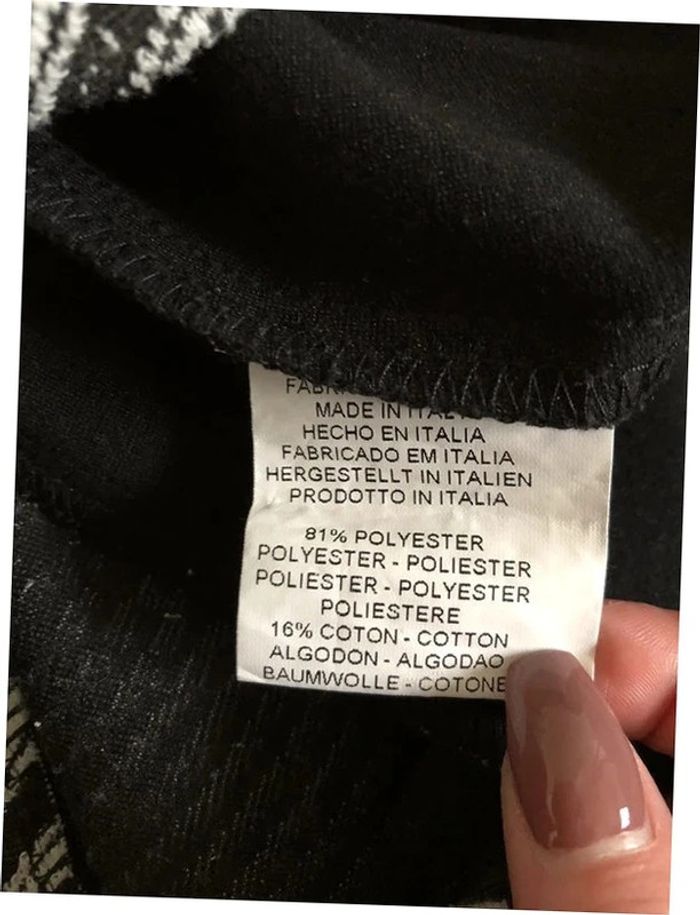 MADE IN
HECHO EN ITALIA
FABRICADO EM ITALIA
HERGESTELLT IN ITALIEN
PRODOTTO IN ITALIA
81% POLYESTER
POLYESTER - POLIESTER
POLIESTER - POLYESTER
POLIESTERE
16% COTON - COTTON
ALGODON - ALGODAO
BAUMWOLLE - COTONE